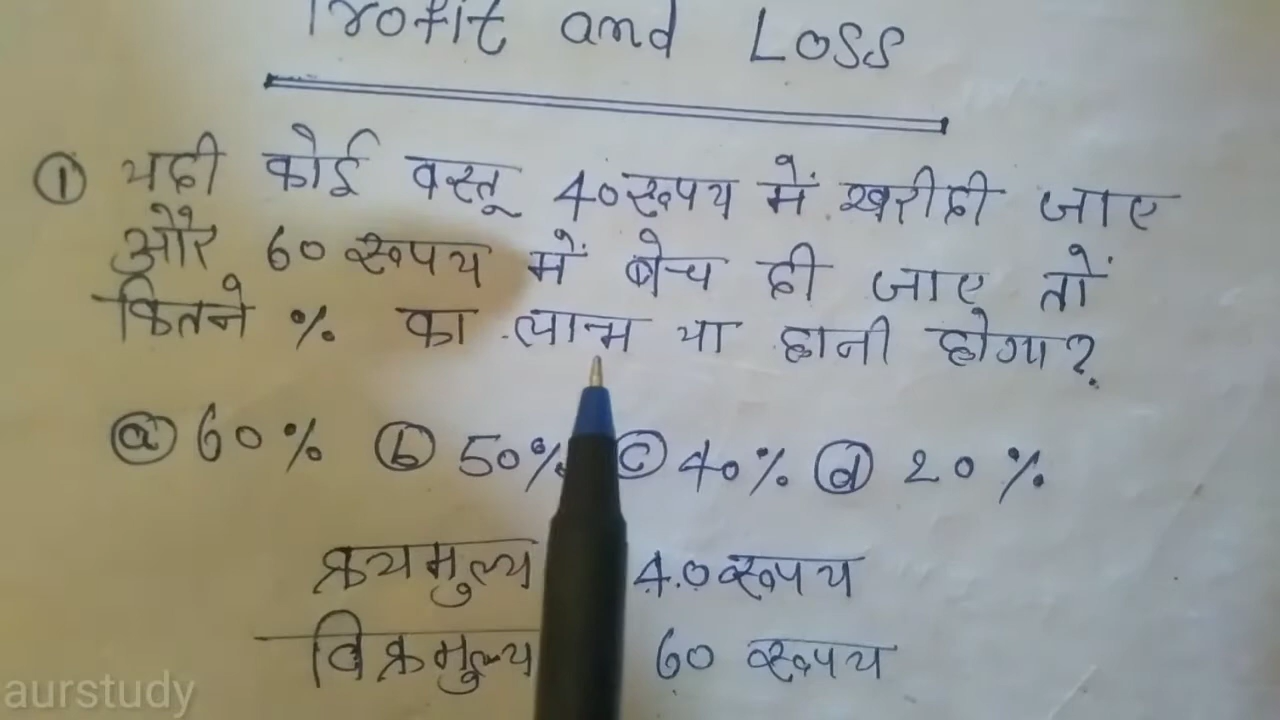 Profit and Loss
① यदी कोई वस्तू 40 रूपय में खरीदी जाए
और 60 रूपय में बेच दी जाए तों
कितने % का लाभ या हानी होगा?
ⓐ 60% ⓑ 50% ⓒ 40% ⓓ 20%
क्रयमुल्य 40 रूपय
विक्रमुल्य 60 रूपय
aurstudy